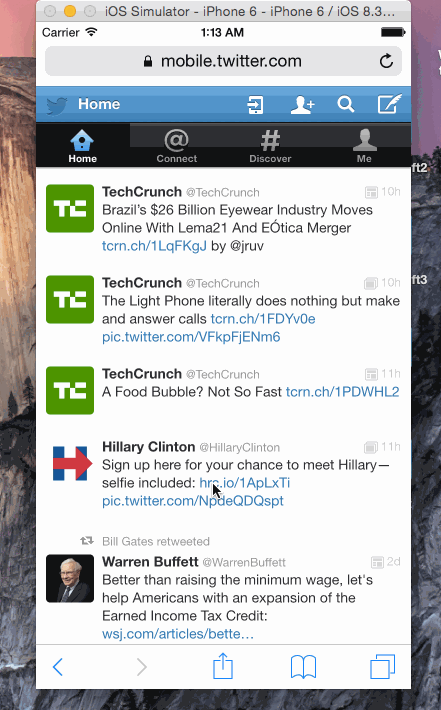 iOS Simulator - iPhone 6 - iPhone 6 / iOS 8.3...
Carrier 1:13 AM
mobile.twitter.com
Home
Home Connect Discover Me
ft2
ft3
TechCrunch @TechCrunch 10h
Brazil's $26 Billion Eyewear Industry Moves
Online With Lema21 And EÓtica Merger
tcrn.ch/1LqFKgJ by @jruv
TechCrunch @TechCrunch 10h
The Light Phone literally does nothing but make
and answer calls tcrn.ch/1FDYv0e
pic.twitter.com/VFkpFjENm6
TechCrunch @TechCrunch 11h
A Food Bubble? Not So Fast tcrn.ch/1PDWHL2
Hillary Clinton @HillaryClinton 11h
Sign up here for your chance to meet Hillary—
selfie included: hrc.io/1ApLxTi
pic.twitter.com/NpdeQDQspt
Bill Gates retweeted
Warren Buffett @WarrenBuffett 2d
Better than raising the minimum wage, let's
help Americans with an expansion of the
Earned Income Tax Credit:
wsj.com/articles/bette…